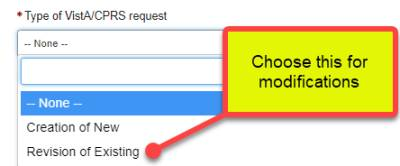 *Type of VistA/CPRS request
-- None --
Choose this for
modifications
-- None --
Creation of New
Revision of Existing